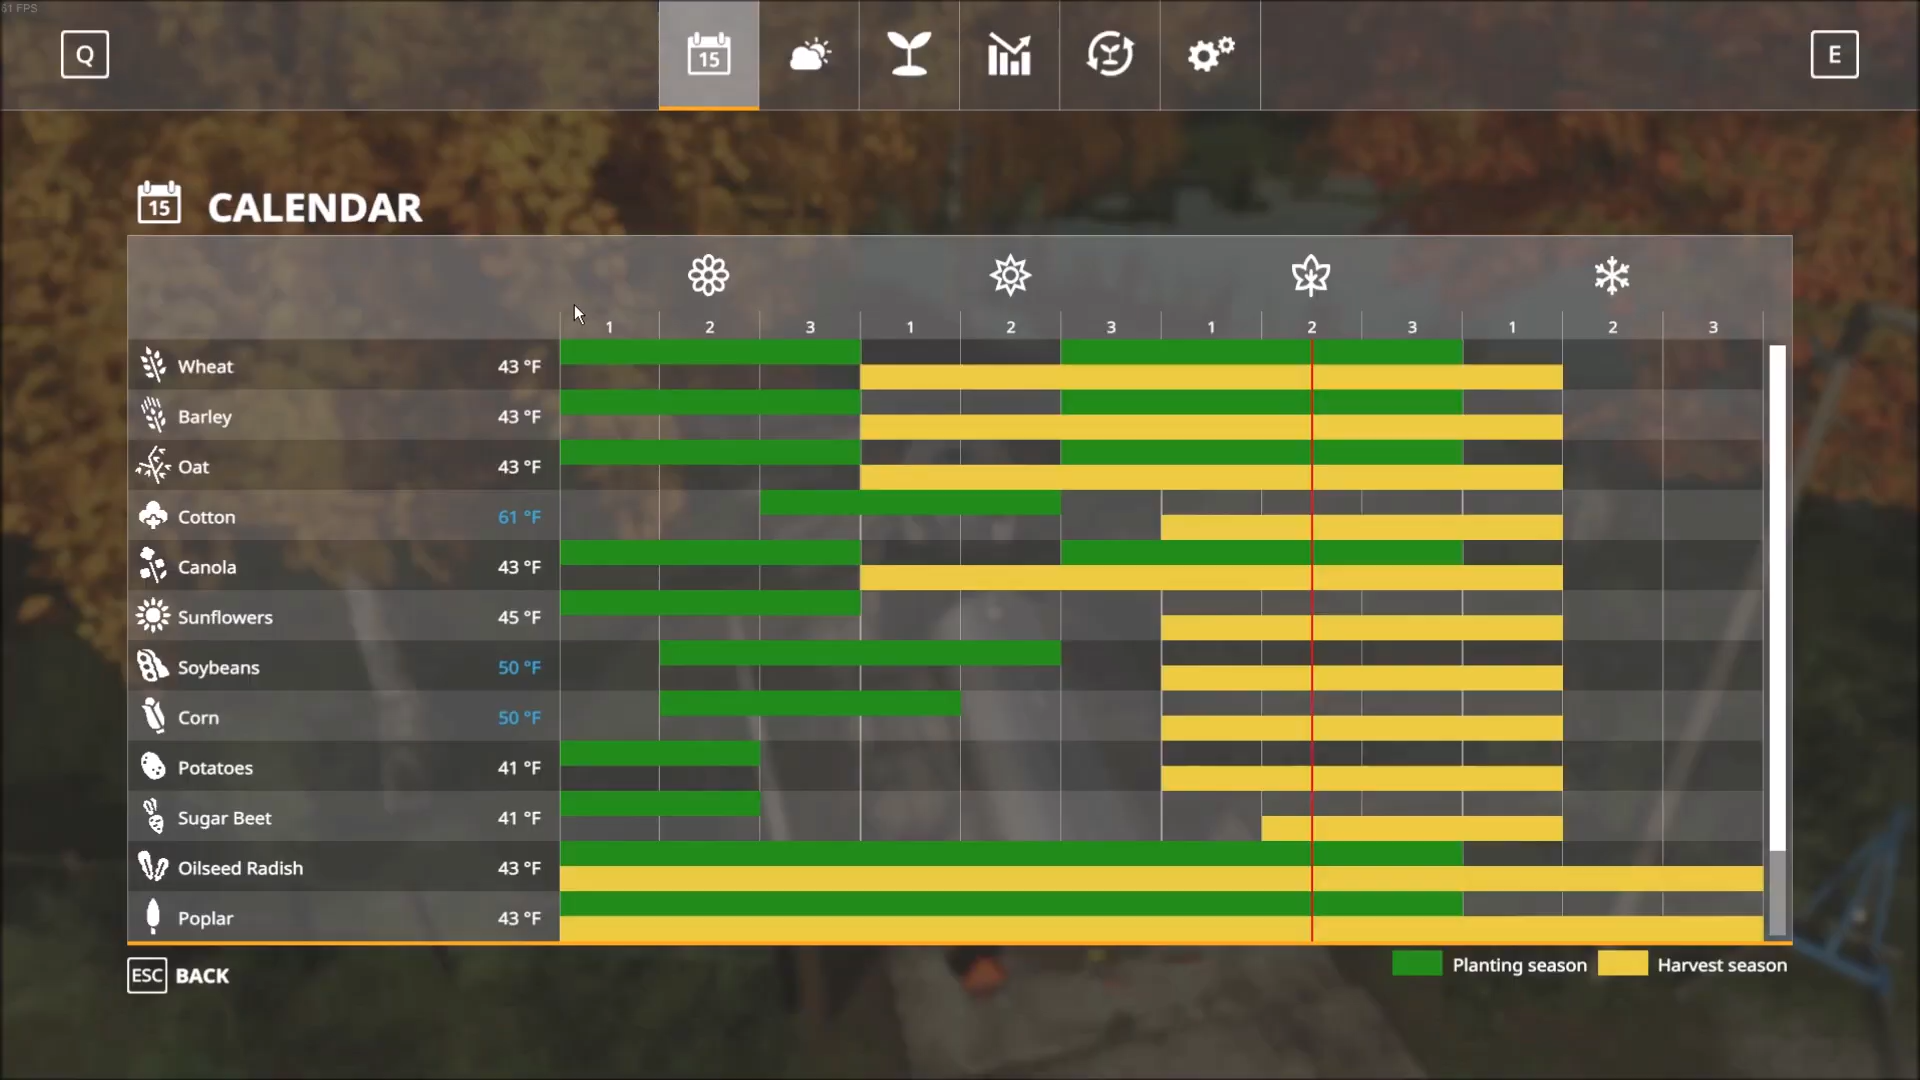 61 FPS
Q
15
E
15 CALENDAR
1 2 3 1 2 3 1 2 3 1 2 3
Wheat 43 °F
Barley 43 °F
Oat 43 °F
Cotton 61 °F
Canola 43 °F
Sunflowers 45 °F
Soybeans 50 °F
Corn 50 °F
Potatoes 41 °F
Sugar Beet 41 °F
Oilseed Radish 43 °F
Poplar 43 °F
Planting season Harvest season
ESC BACK